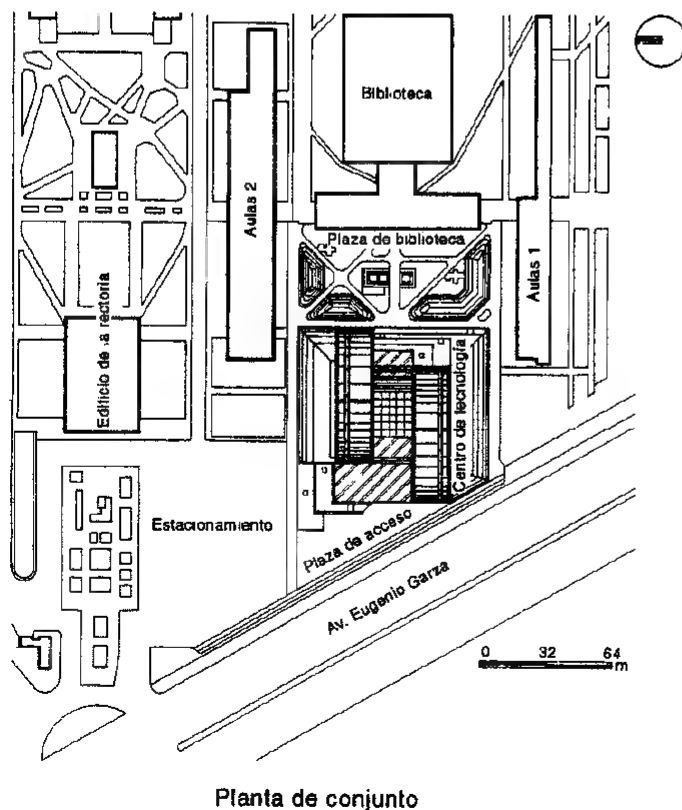 Biblioteca
Aulas 2
Plaza de biblioteca
Aulas 1
Edificio de la rectoría
Centro de tecnología
Estacionamiento
Plaza de acceso
Av. Eugenio Garza
0 32 64
m
Planta de conjunto